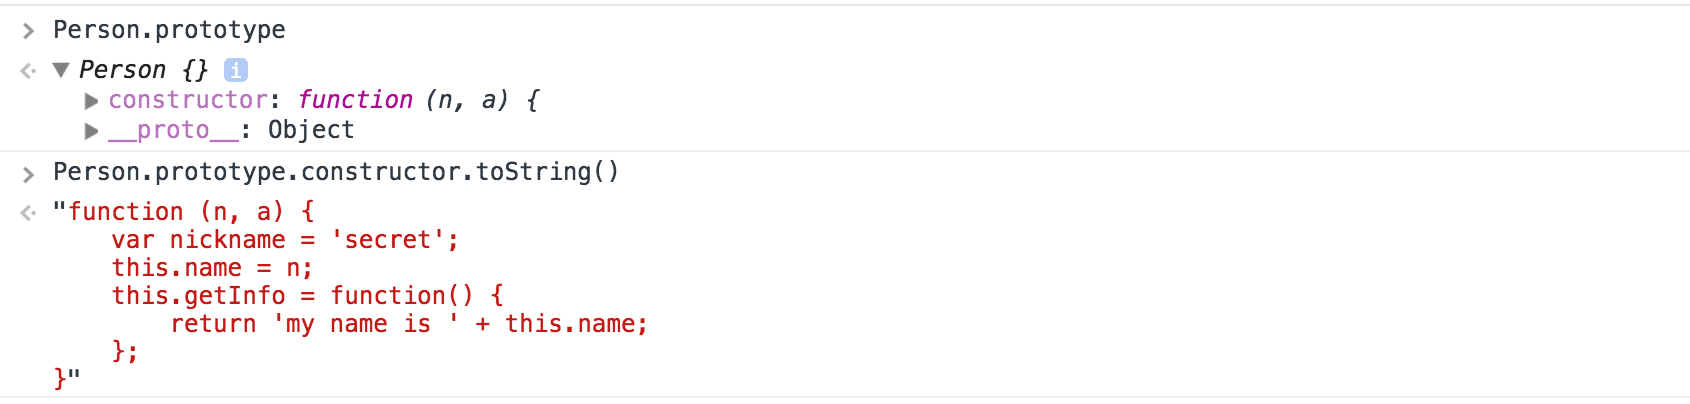 > Person.prototype
<· ▼ Person {} i
▶ constructor: function (n, a) {
▶ __proto__: Object
> Person.prototype.constructor.toString()
<· "function (n, a) {
    var nickname = 'secret';
    this.name = n;
    this.getInfo = function() {
        return 'my name is ' + this.name;
    };
}"